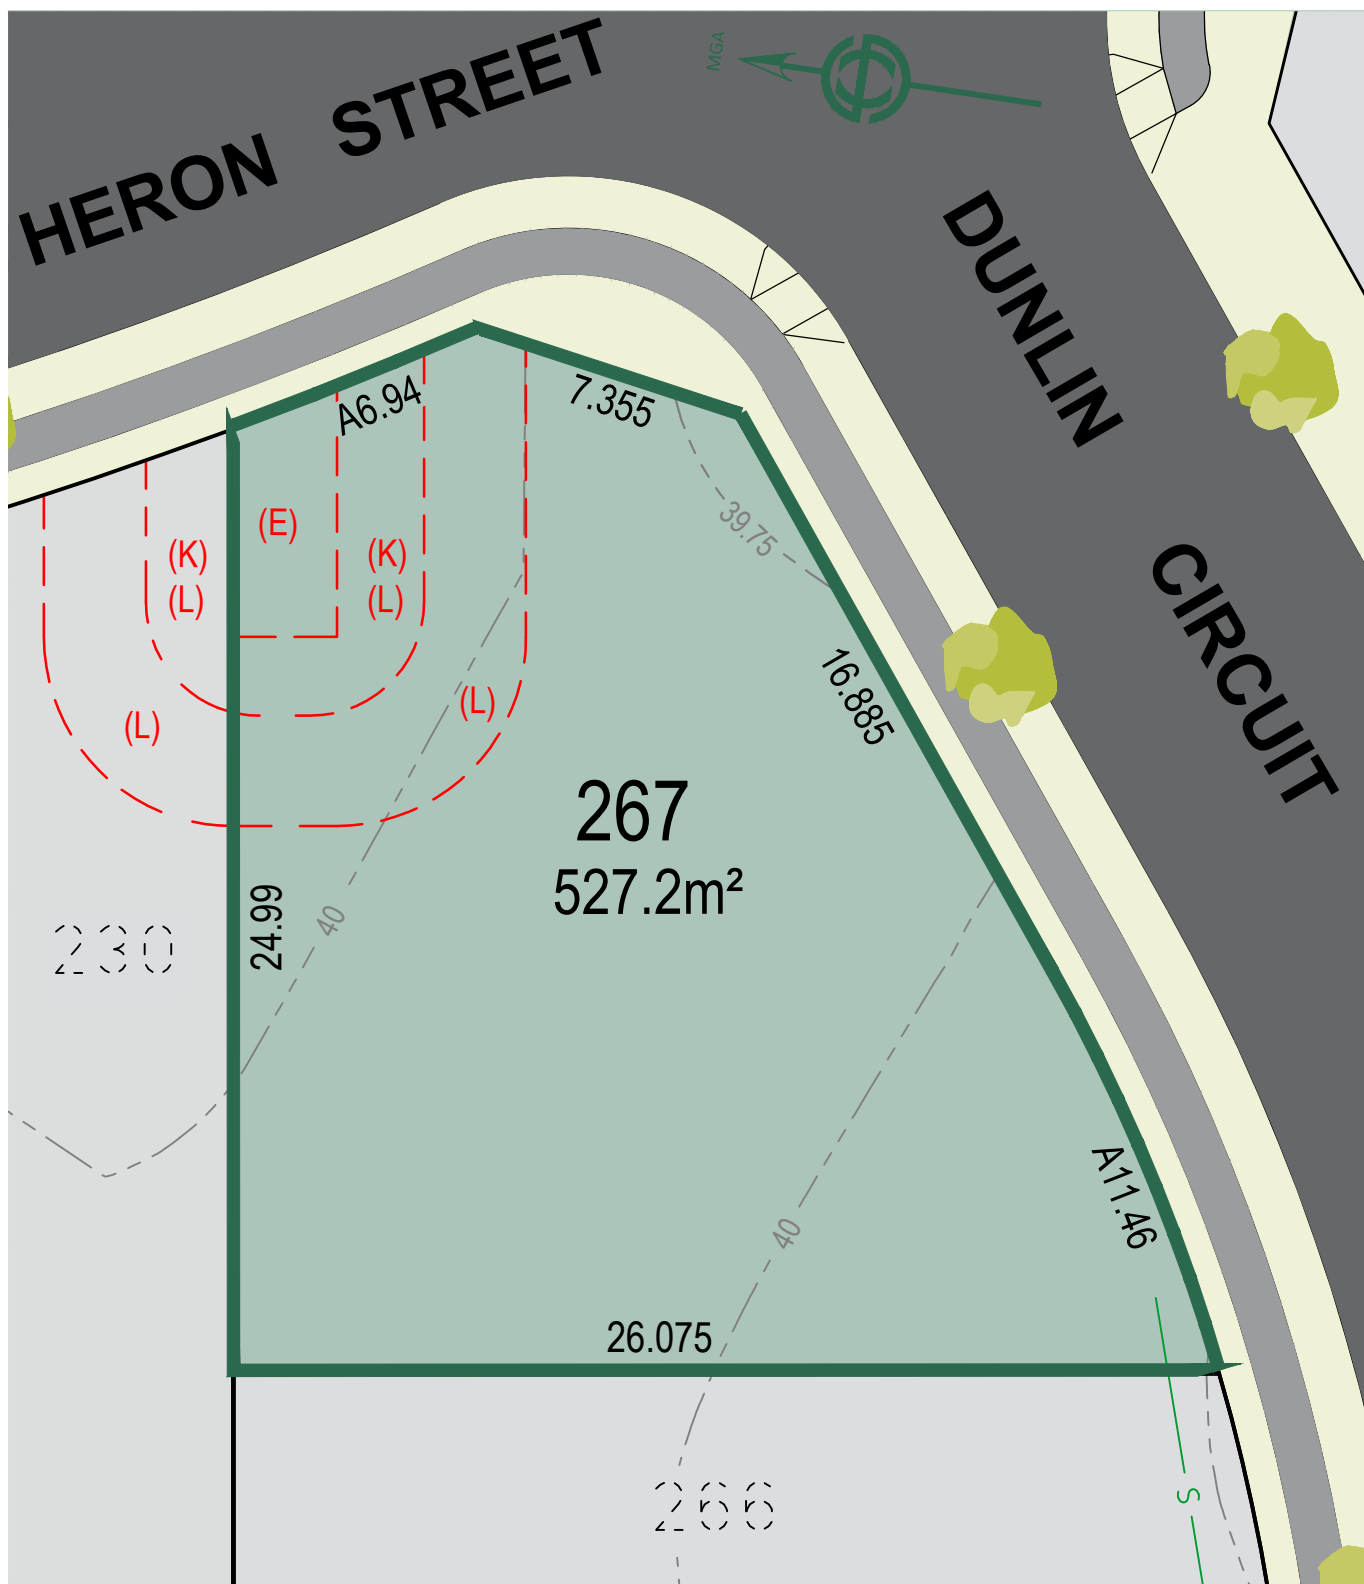 MGA
HERON STREET
DUNLIN CIRCUIT
A6.94
7.355
(E)
(K)
(L)
(K)
(L)
39.75
16.885
(L)
(L)
267
527.2m²
24.99
40
230
A11.46
40
26.075
266
S